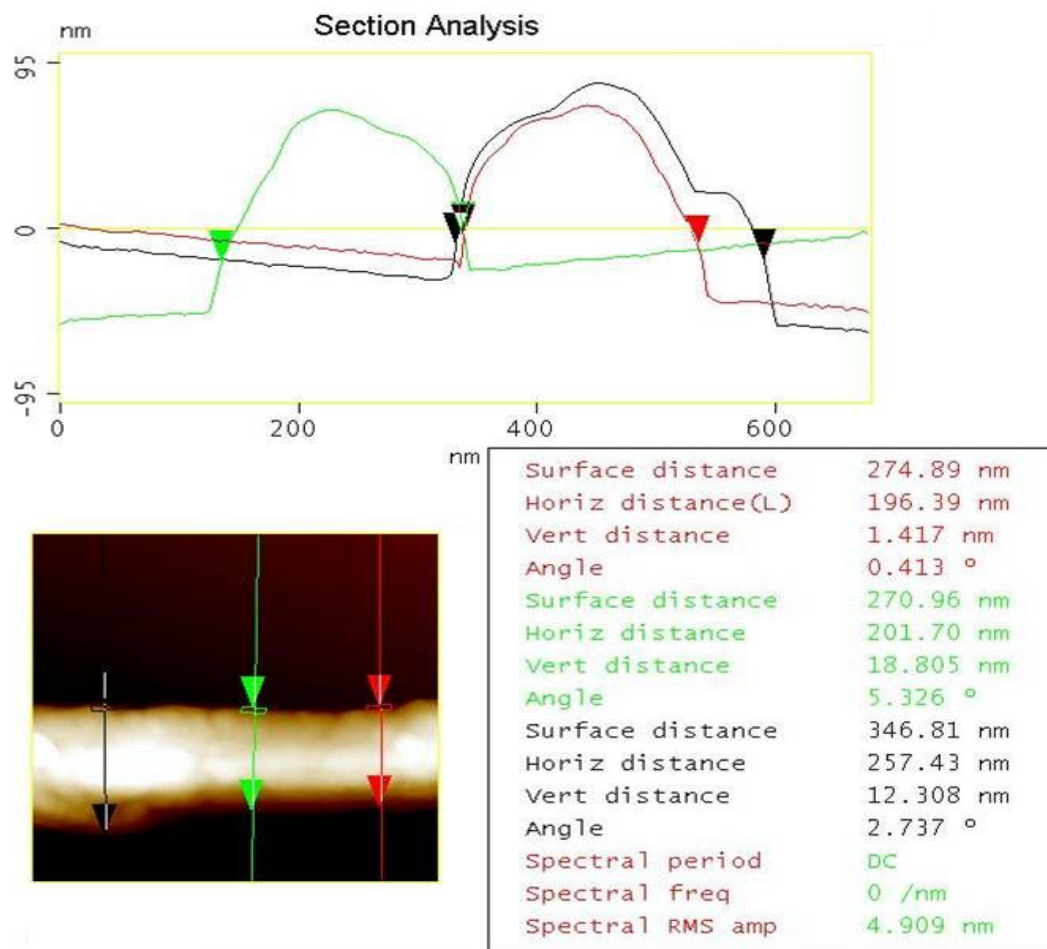 nm
Section Analysis
95
0
-95
0 200 400 600
nm
Surface distance 274.89 nm
Horiz distance(L) 196.39 nm
Vert distance 1.417 nm
Angle 0.413 °
Surface distance 270.96 nm
Horiz distance 201.70 nm
Vert distance 18.805 nm
Angle 5.326 °
Surface distance 346.81 nm
Horiz distance 257.43 nm
Vert distance 12.308 nm
Angle 2.737 °
Spectral period DC
Spectral freq 0 /nm
Spectral RMS amp 4.909 nm